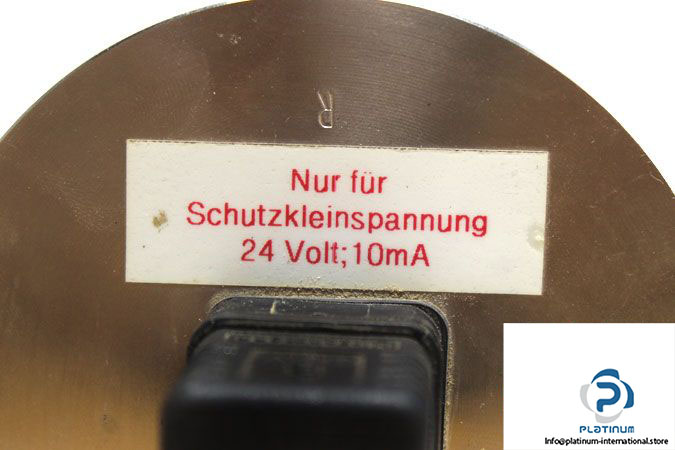 R
Nur für
Schutzkleinspannung
24 Volt;10mA
PLATINUM
Info@platinum-international.store